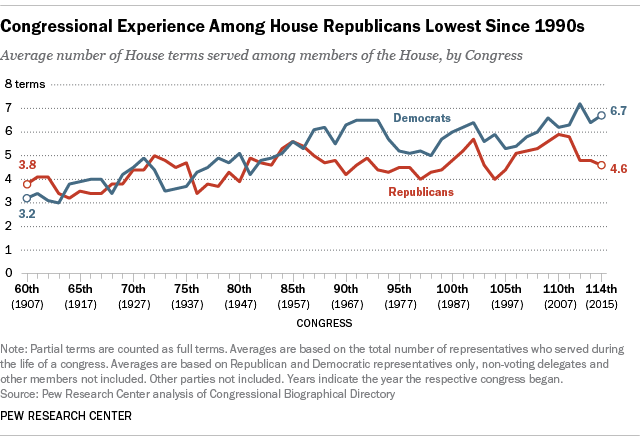 Congressional Experience Among House Republicans Lowest Since 1990s
Average number of House terms served among members of the House, by Congress
8 terms
7
6
5
4
3
2
1
0
Democrats
Republicans
3.8
3.2
6.7
4.6
60th 65th 70th 75th 80th 85th 90th 95th 100th 105th 110th 114th
(1907) (1917) (1927) (1937) (1947) (1957) (1967) (1977) (1987) (1997) (2007) (2015)
CONGRESS
Note: Partial terms are counted as full terms. Averages are based on the total number of representatives who served during
the life of a congress. Averages are based on Republican and Democratic representatives only, non-voting delegates and
other members not included. Other parties not included. Years indicate the year the respective congress began.
Source: Pew Research Center analysis of Congressional Biographical Directory
PEW RESEARCH CENTER